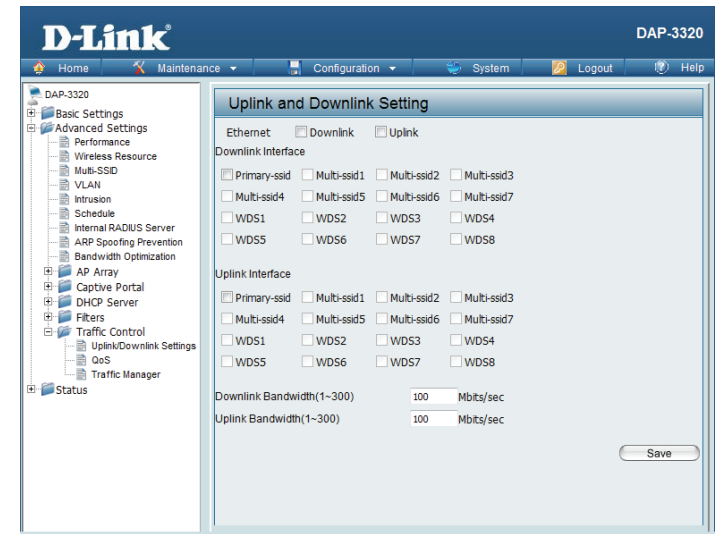 D-Link®
DAP-3320
Home Maintenance Configuration System Logout Help
DAP-3320
Basic Settings
Advanced Settings
Performance
Wireless Resource
Multi-SSID
VLAN
Intrusion
Schedule
Internal RADIUS Server
ARP Spoofing Prevention
Bandwidth Optimization
AP Array
Captive Portal
DHCP Server
Filters
Traffic Control
Uplink/Downlink Settings
QoS
Traffic Manager
Status
Uplink and Downlink Setting
Ethernet Downlink Uplink
Downlink Interface
Primary-ssid Multi-ssid1 Multi-ssid2 Multi-ssid3
Multi-ssid4 Multi-ssid5 Multi-ssid6 Multi-ssid7
WDS1 WDS2 WDS3 WDS4
WDS5 WDS6 WDS7 WDS8
Uplink Interface
Primary-ssid Multi-ssid1 Multi-ssid2 Multi-ssid3
Multi-ssid4 Multi-ssid5 Multi-ssid6 Multi-ssid7
WDS1 WDS2 WDS3 WDS4
WDS5 WDS6 WDS7 WDS8
Downlink Bandwidth(1~300) 100 Mbits/sec
Uplink Bandwidth(1~300) 100 Mbits/sec
Save